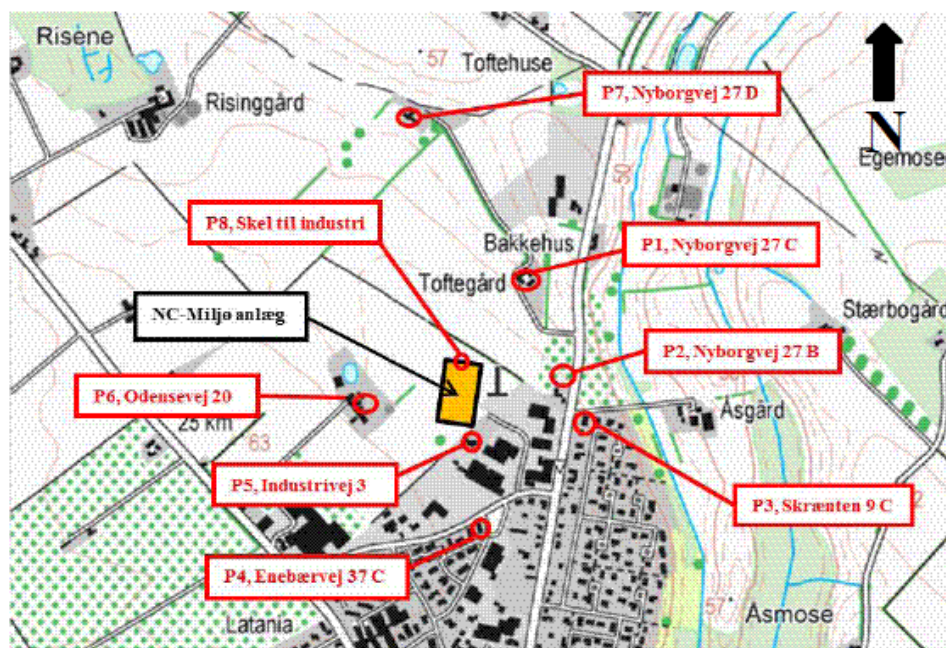 Risene
57
Toftehuse
Risinggård
P7, Nyborgvej 27 D
N
Egemose
50
P8, Skel til industri
Bakkehus
P1, Nyborgvej 27 C
Toftegård
NC-Miljø anlæg
Stærbogård
P2, Nyborgvej 27 B
P6, Odensevej 20
Åsgård
25 km
63
P5, Industrivej 3
P3, Skrænten 9 C
P4, Enebærvej 37 C
57
Åsmose
Latania